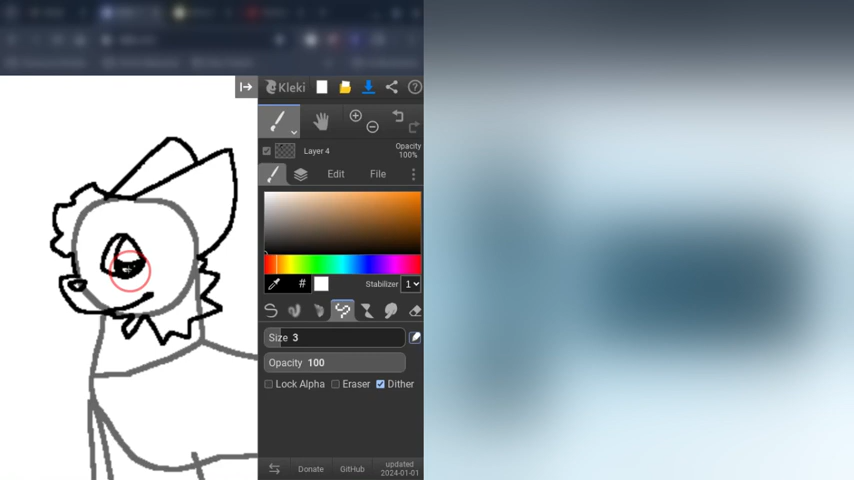 Kleki
Layer 4
Opacity
100%
Edit
File
#
Stabilizer 1
Size 3
Opacity 100
Lock Alpha
Eraser
Dither
Donate
GitHub
updated
2024-01-01